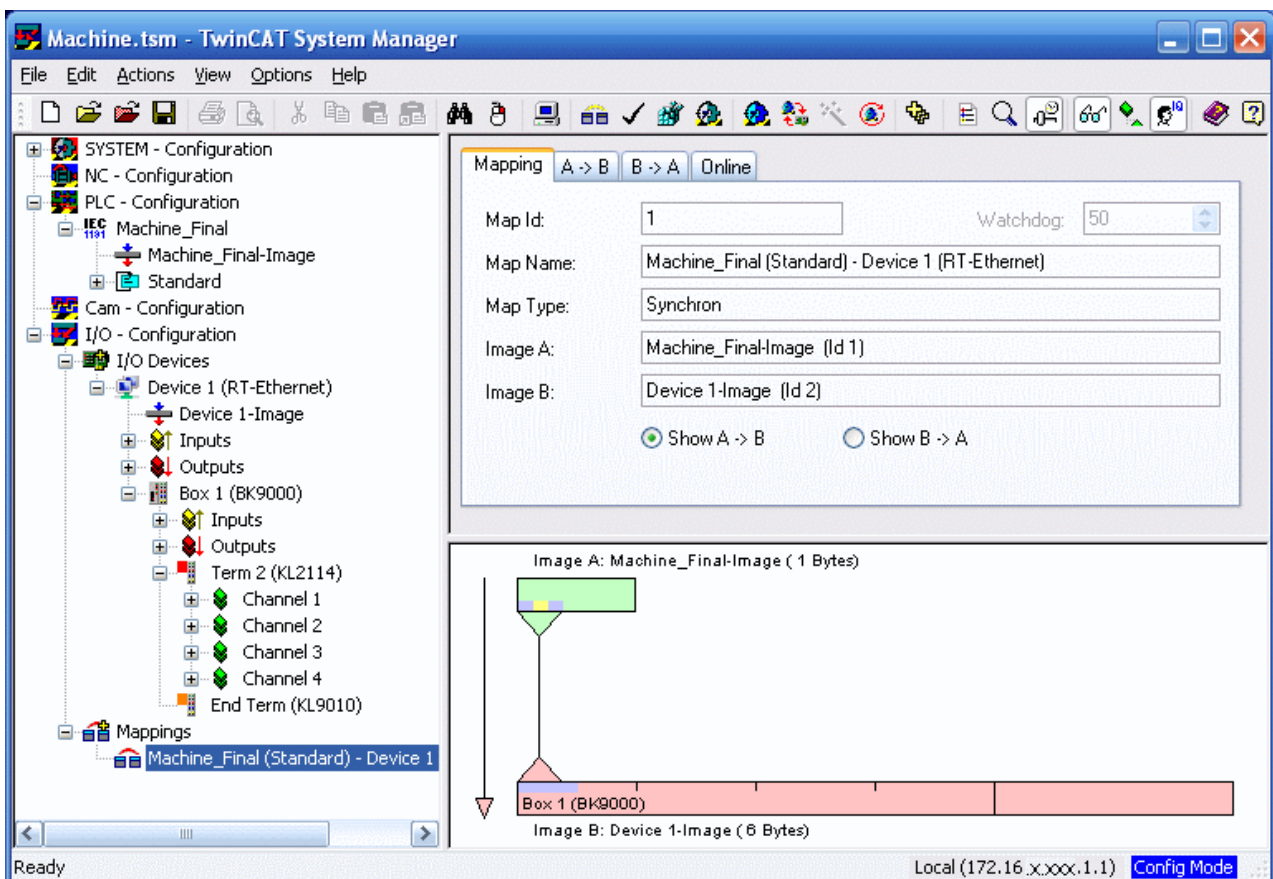 Machine.tsm - TwinCAT System Manager
File Edit Actions View Options Help
SYSTEM - Configuration
NC - Configuration
PLC - Configuration
IEC 1131 Machine_Final
Machine_Final-Image
Standard
Cam - Configuration
I/O - Configuration
I/O Devices
Device 1 (RT-Ethernet)
Device 1-Image
Inputs
Outputs
Box 1 (BK9000)
Inputs
Outputs
Term 2 (KL2114)
Channel 1
Channel 2
Channel 3
Channel 4
End Term (KL9010)
Mappings
Machine_Final (Standard) - Device 1
Mapping A -> B B -> A Online
Map Id: 1 Watchdog: 50
Map Name: Machine_Final (Standard) - Device 1 (RT-Ethernet)
Map Type: Synchron
Image A: Machine_Final-Image (Id 1)
Image B: Device 1-Image (Id 2)
Show A -> B Show B -> A
Image A: Machine_Final-Image ( 1 Bytes)
Box 1 (BK9000)
Image B: Device 1-Image ( 6 Bytes)
Ready Local (172.16.x.xxx.1.1) Config Mode